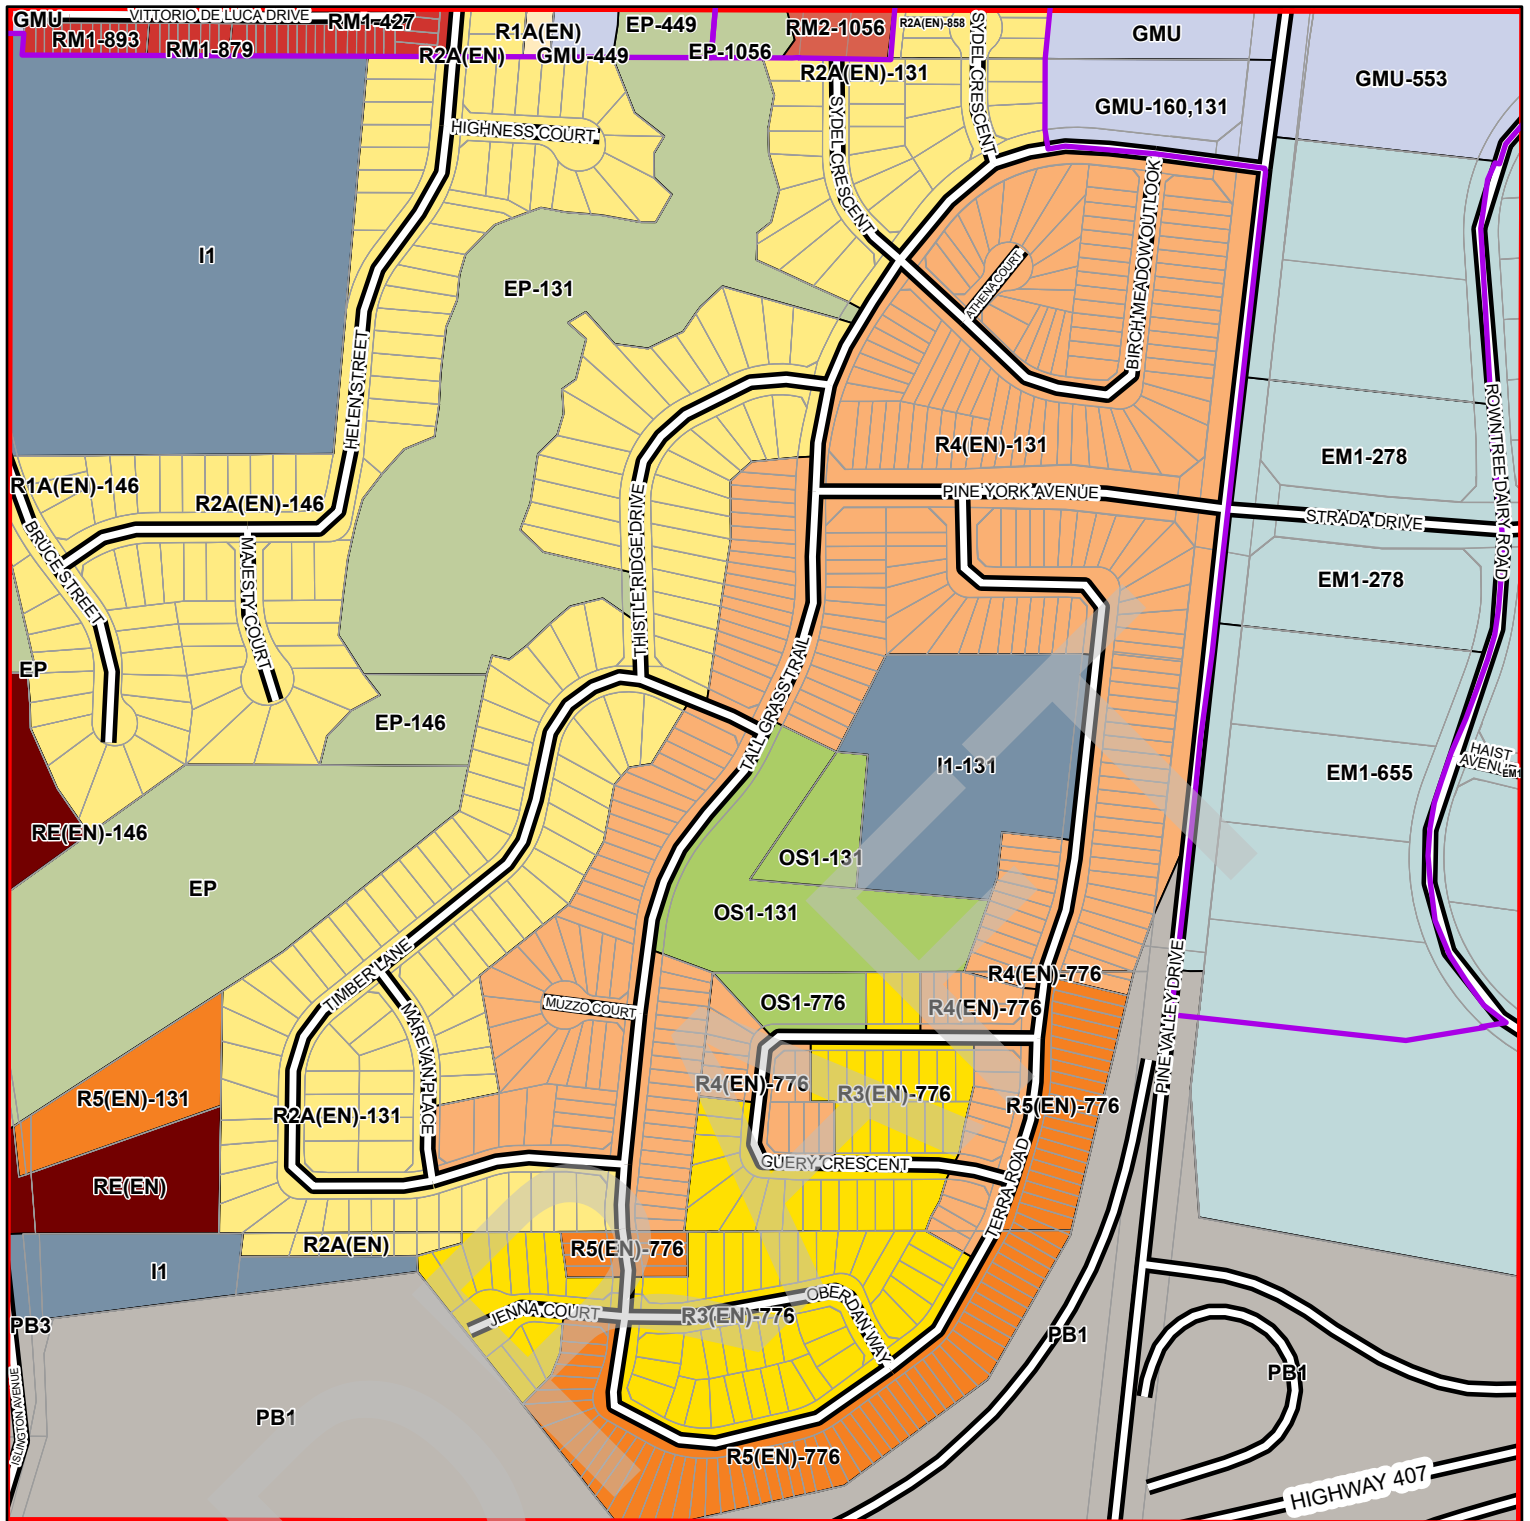 GMU
VITTORIO DE LUCA DRIVE
RM1-427
RM1-893
RM1-879
R2A(EN)
R1A(EN)
GMU-449
EP-449
EP-1056
RM2-1056
R2A(EN)-858
R2A(EN)-131
SYDEL CRESCENT
SYDEL CRESCENT
GMU
GMU-553
GMU-160,131
HIGHNESS COURT
I1
EP-131
HELEN STREET
ATHENA COURT
BIRCH MEADOW OUTLOOK
ROWNTREE DAIRY ROAD
R4(EN)-131
EM1-278
R1A(EN)-146
R2A(EN)-146
PINE YORK AVENUE
STRADA DRIVE
BRUCE STREET
MAJESTY COURT
THISTLE RIDGE DRIVE
EM1-278
EP
EP-146
TALL GRASS TRAIL
I1-131
EM1-655
HAIST
AVENUE
EM1
RE(EN)-146
EP
OS1-131
OS1-131
TIMBER LANE
MAREVAN PLACE
MUZZO COURT
OS1-776
R4(EN)-776
R4(EN)-776
PINE VALLEY DRIVE
R5(EN)-131
R2A(EN)-131
R4(EN)-776
R3(EN)-776
R5(EN)-776
RE(EN)
GUERY CRESCENT
TERRA ROAD
R2A(EN)
I1
R5(EN)-776
PB3
JENNA COURT
R3(EN)-776
OBERDAN WAY
PB1
PB1
PB1
ISLINGTON AVENUE
R5(EN)-776
HIGHWAY 407